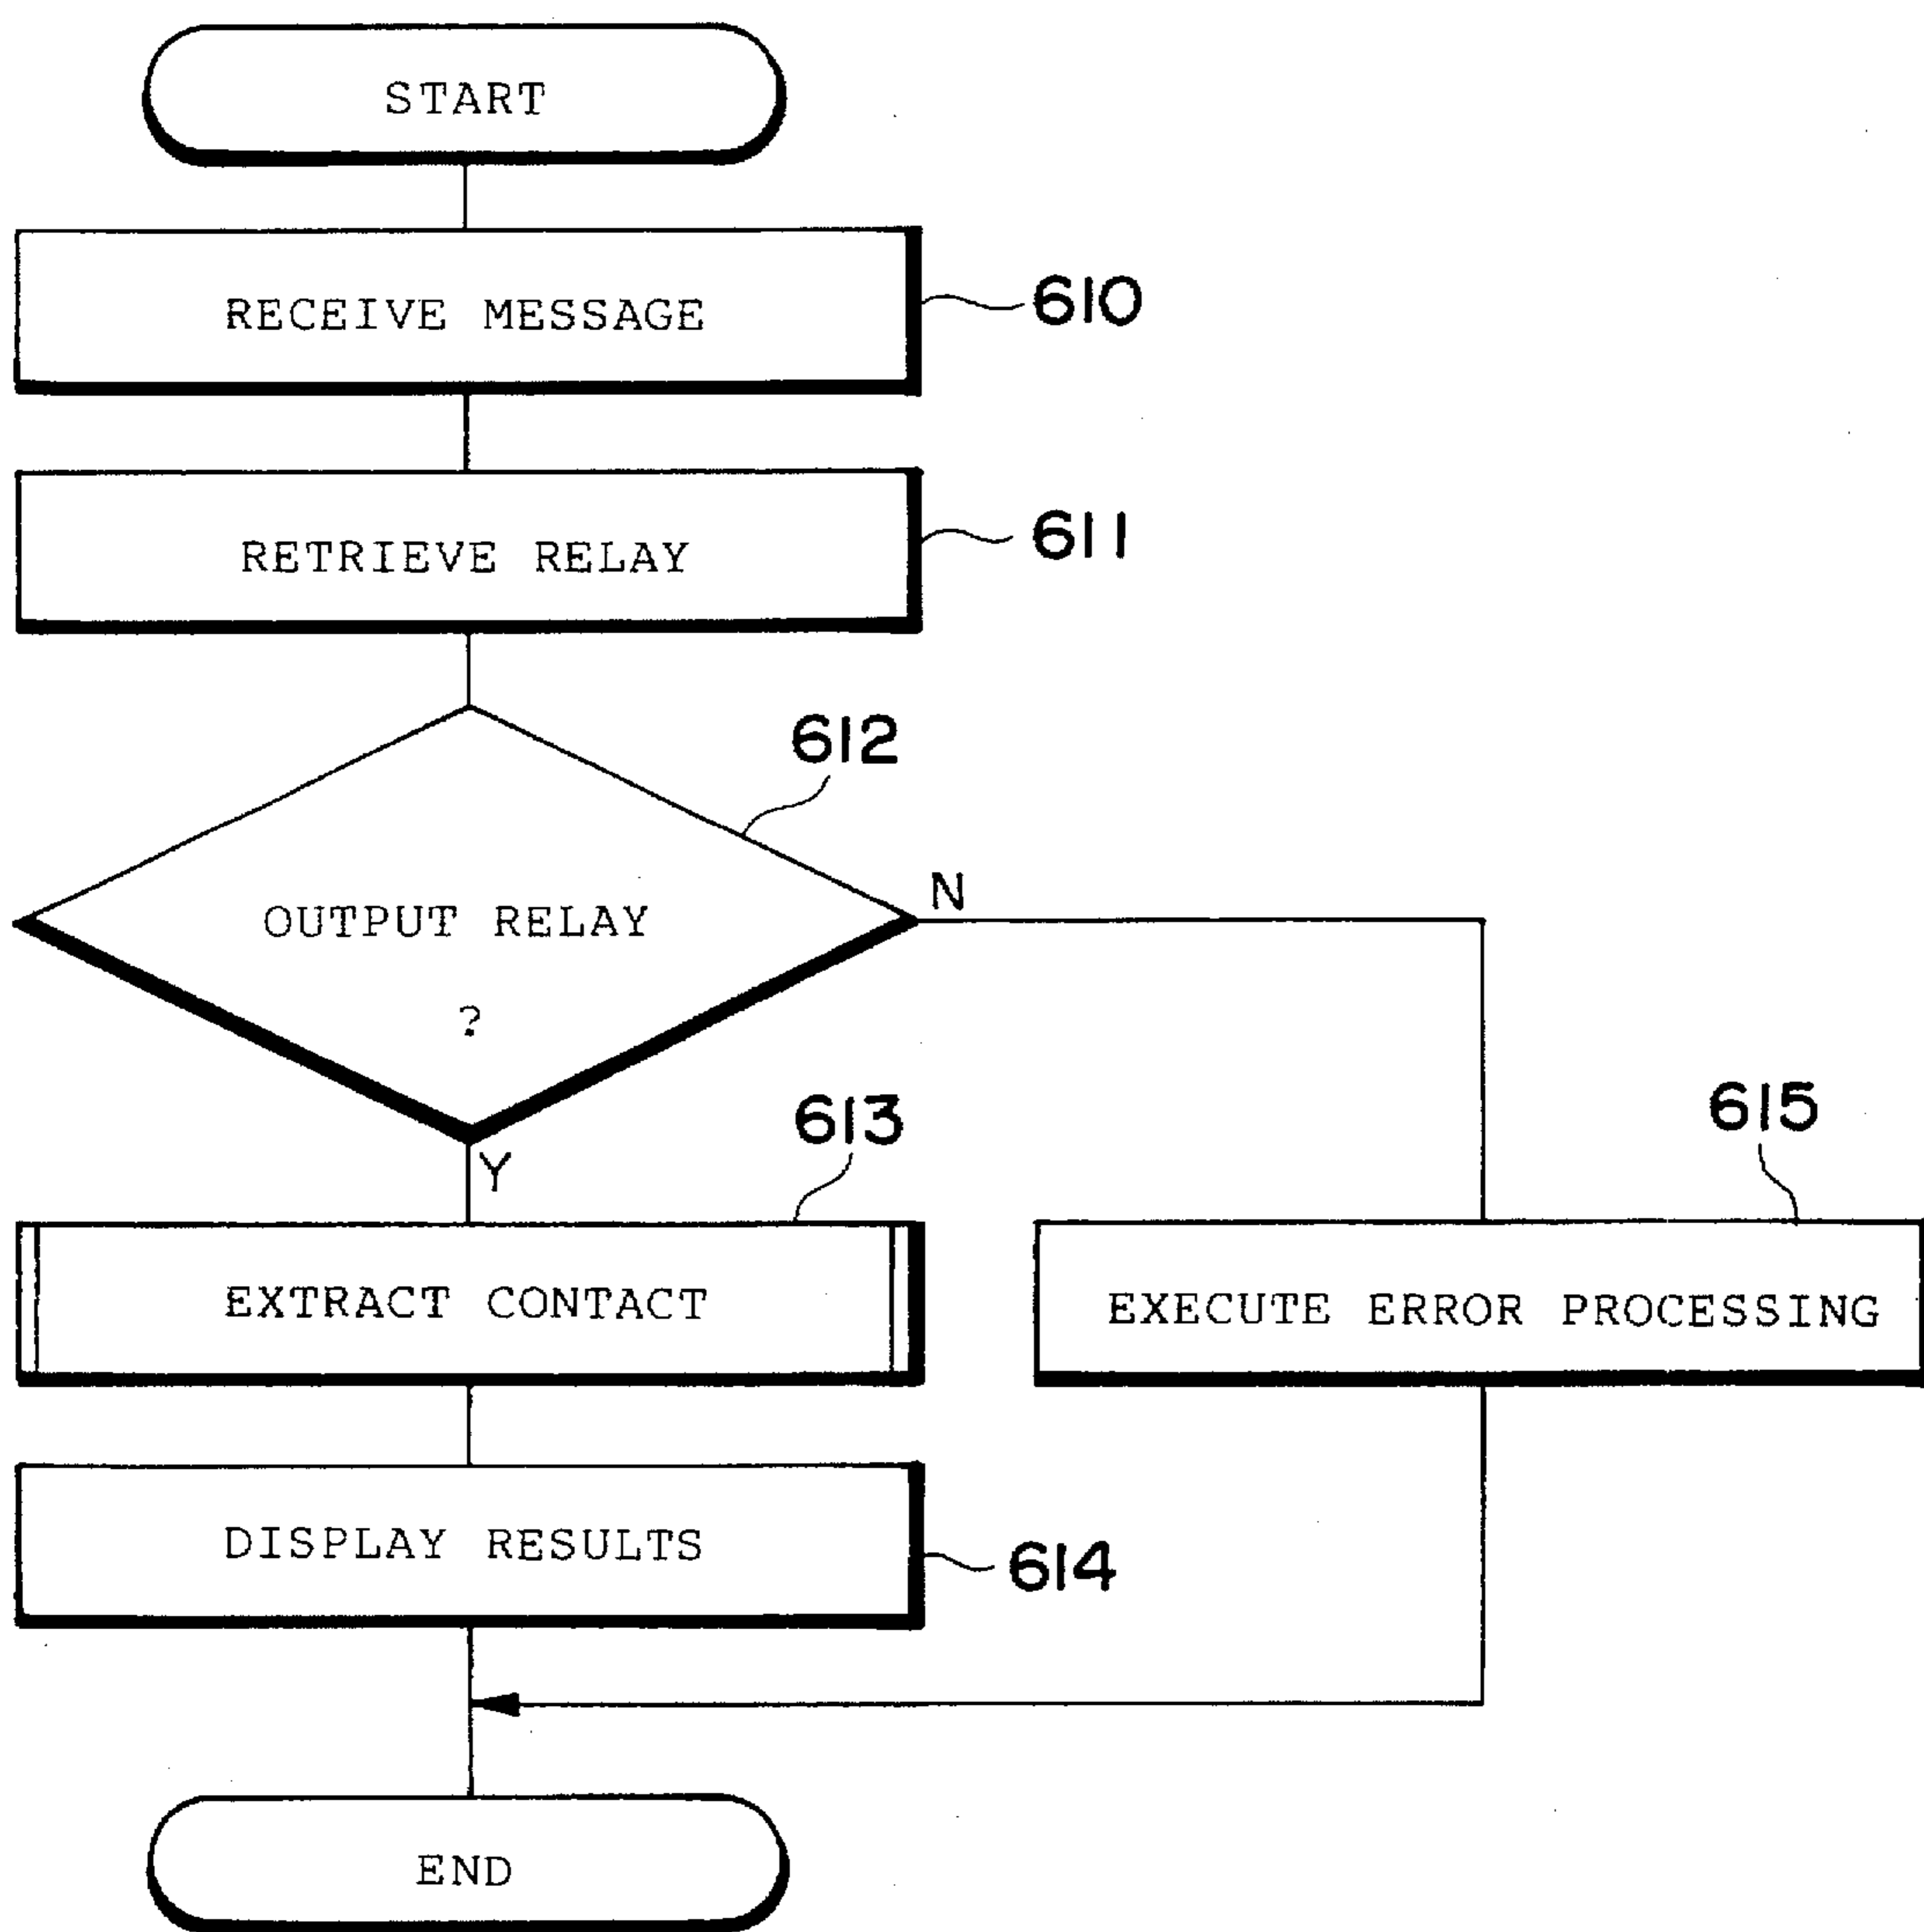 START
RECEIVE MESSAGE
610
RETRIEVE RELAY
611
612
OUTPUT RELAY
?
N
Y
613
615
EXTRACT CONTACT
EXECUTE ERROR PROCESSING
DISPLAY RESULTS
614
END